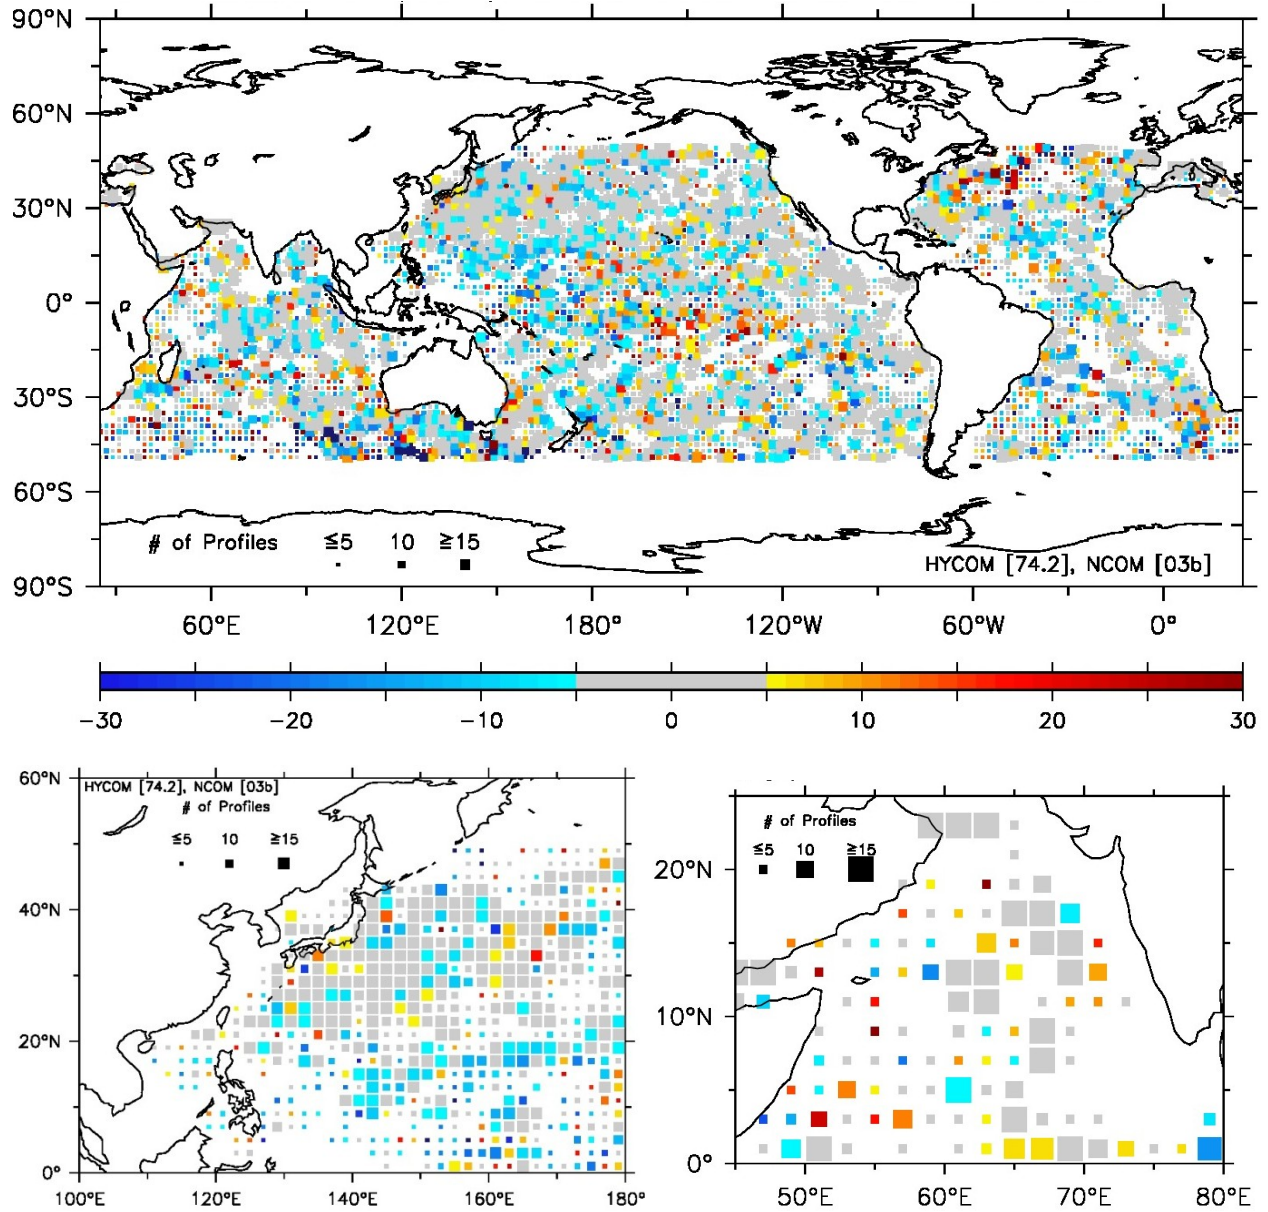 90°N
60°N
30°N
0°
30°S
60°S
90°S
# of Profiles ≦5 10 ≧15
HYCOM [74.2], NCOM [03b]
60°E 120°E 180° 120°W 60°W 0°
−30 −20 −10 0 10 20 30
60°N
40°N
20°N
0°
HYCOM [74.2], NCOM [03b]
# of Profiles
≦5 10 ≧15
100°E 120°E 140°E 160°E 180°
# of Profiles
≦5 10 ≧15
20°N
10°N
0°
50°E 60°E 70°E 80°E